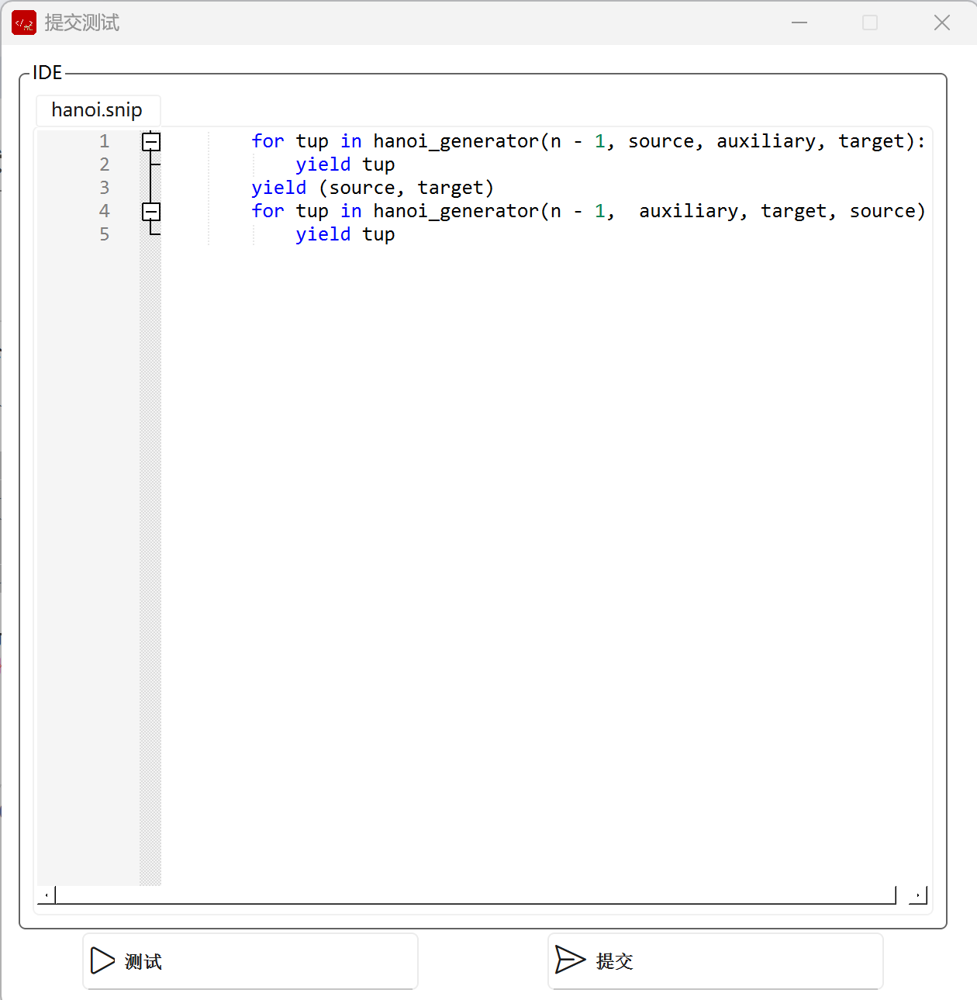 提交测试
IDE
hanoi.snip
1 for tup in hanoi_generator(n - 1, source, auxiliary, target):
2 yield tup
3 yield (source, target)
4 for tup in hanoi_generator(n - 1,  auxiliary, target, source)
5 yield tup
测试
提交